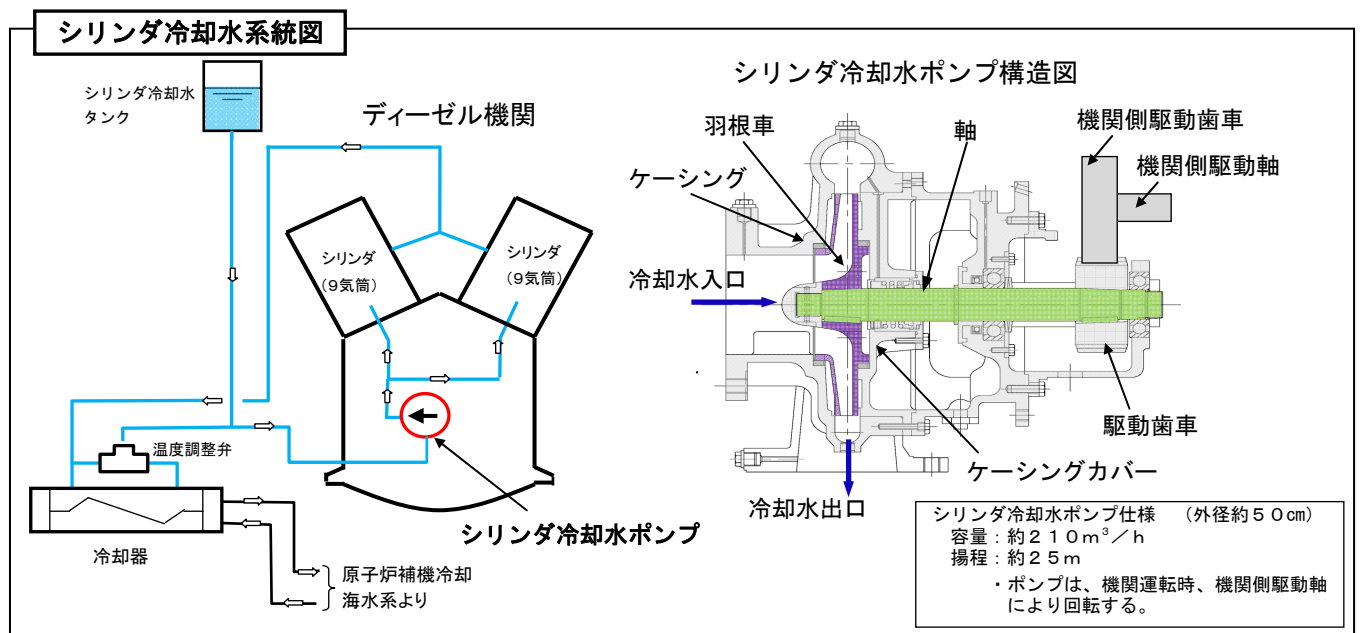 シリンダ冷却水系統図
シリンダ冷却水
タンク
ディーゼル機関
シリンダ
(9気筒)
シリンダ
(9気筒)
温度調整弁
冷却器
シリンダ冷却水ポンプ
原子炉補機冷却
海水系より
シリンダ冷却水ポンプ構造図
羽根車
軸
機関側駆動歯車
機関側駆動軸
ケーシング
冷却水入口
駆動歯車
ケーシングカバー
冷却水出口
シリンダ冷却水ポンプ仕様 (外径約50㎝)
容量:約210m³/h
揚程:約25m
・ポンプは、機関運転時、機関側駆動軸
により回転する。